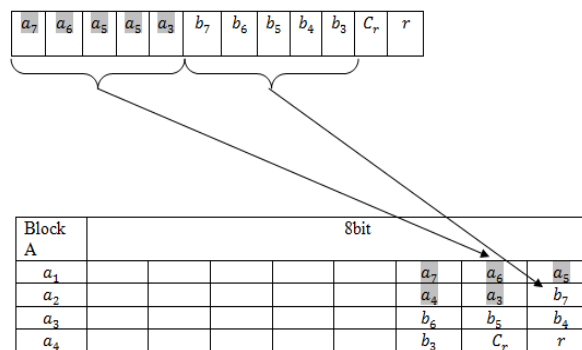 a₇ a₆ a₅ a₅ a₃ b₇ b₆ b₅ b₄ b₃ Cᵣ r
Block A 8bit
a₁ a₇ a₆ a₅
a₂ a₄ a₃ b₇
a₃ b₆ b₅ b₄
a₄ b₃ Cᵣ r